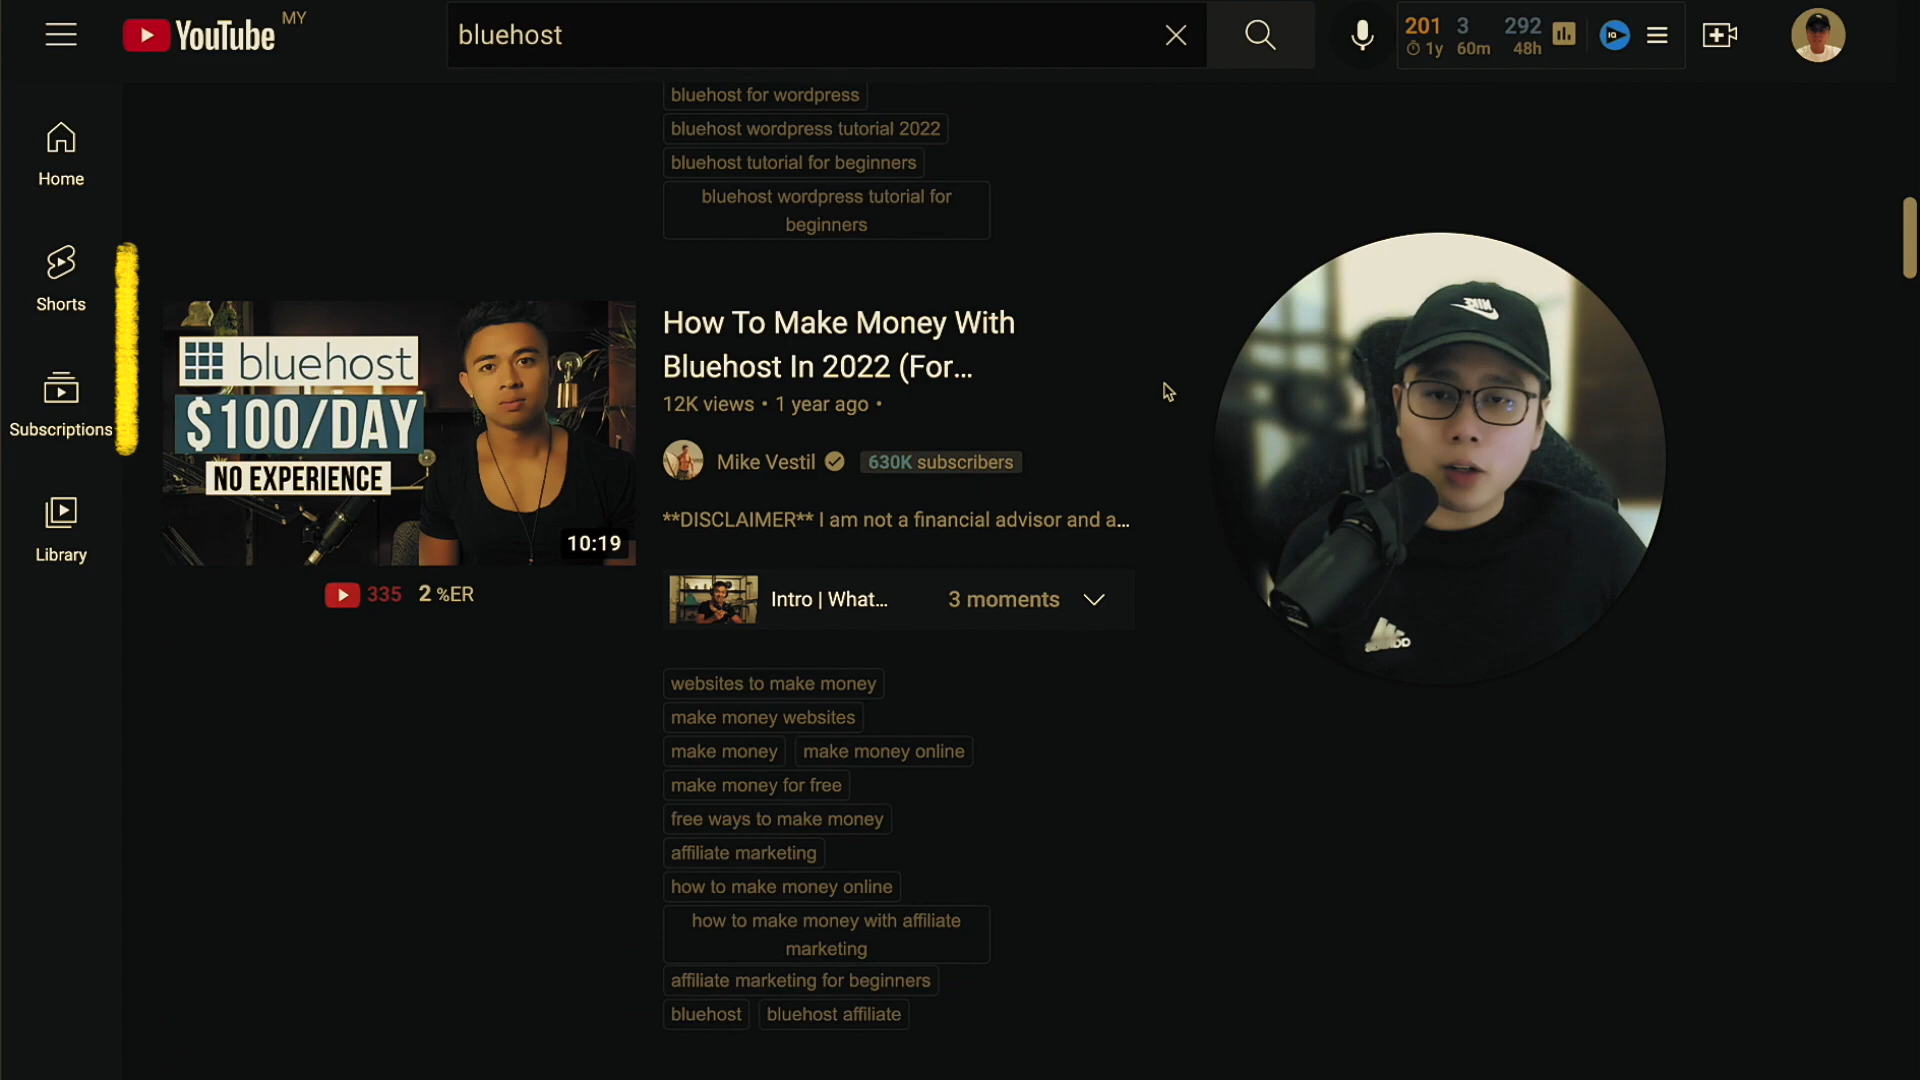 YouTube MY
bluehost
201 3 292
1y 60m 48h
IQ
Home
Shorts
Subscriptions
Library
bluehost for wordpress
bluehost wordpress tutorial 2022
bluehost tutorial for beginners
bluehost wordpress tutorial for
beginners
bluehost
$100/DAY
NO EXPERIENCE
10:19
335 2 %ER
How To Make Money With
Bluehost In 2022 (For...
12K views • 1 year ago •
Mike Vestil 630K subscribers
**DISCLAIMER** I am not a financial advisor and a...
Intro | What... 3 moments
websites to make money
make money websites
make money make money online
make money for free
free ways to make money
affiliate marketing
how to make money online
how to make money with affiliate
marketing
affiliate marketing for beginners
bluehost bluehost affiliate
NIKE